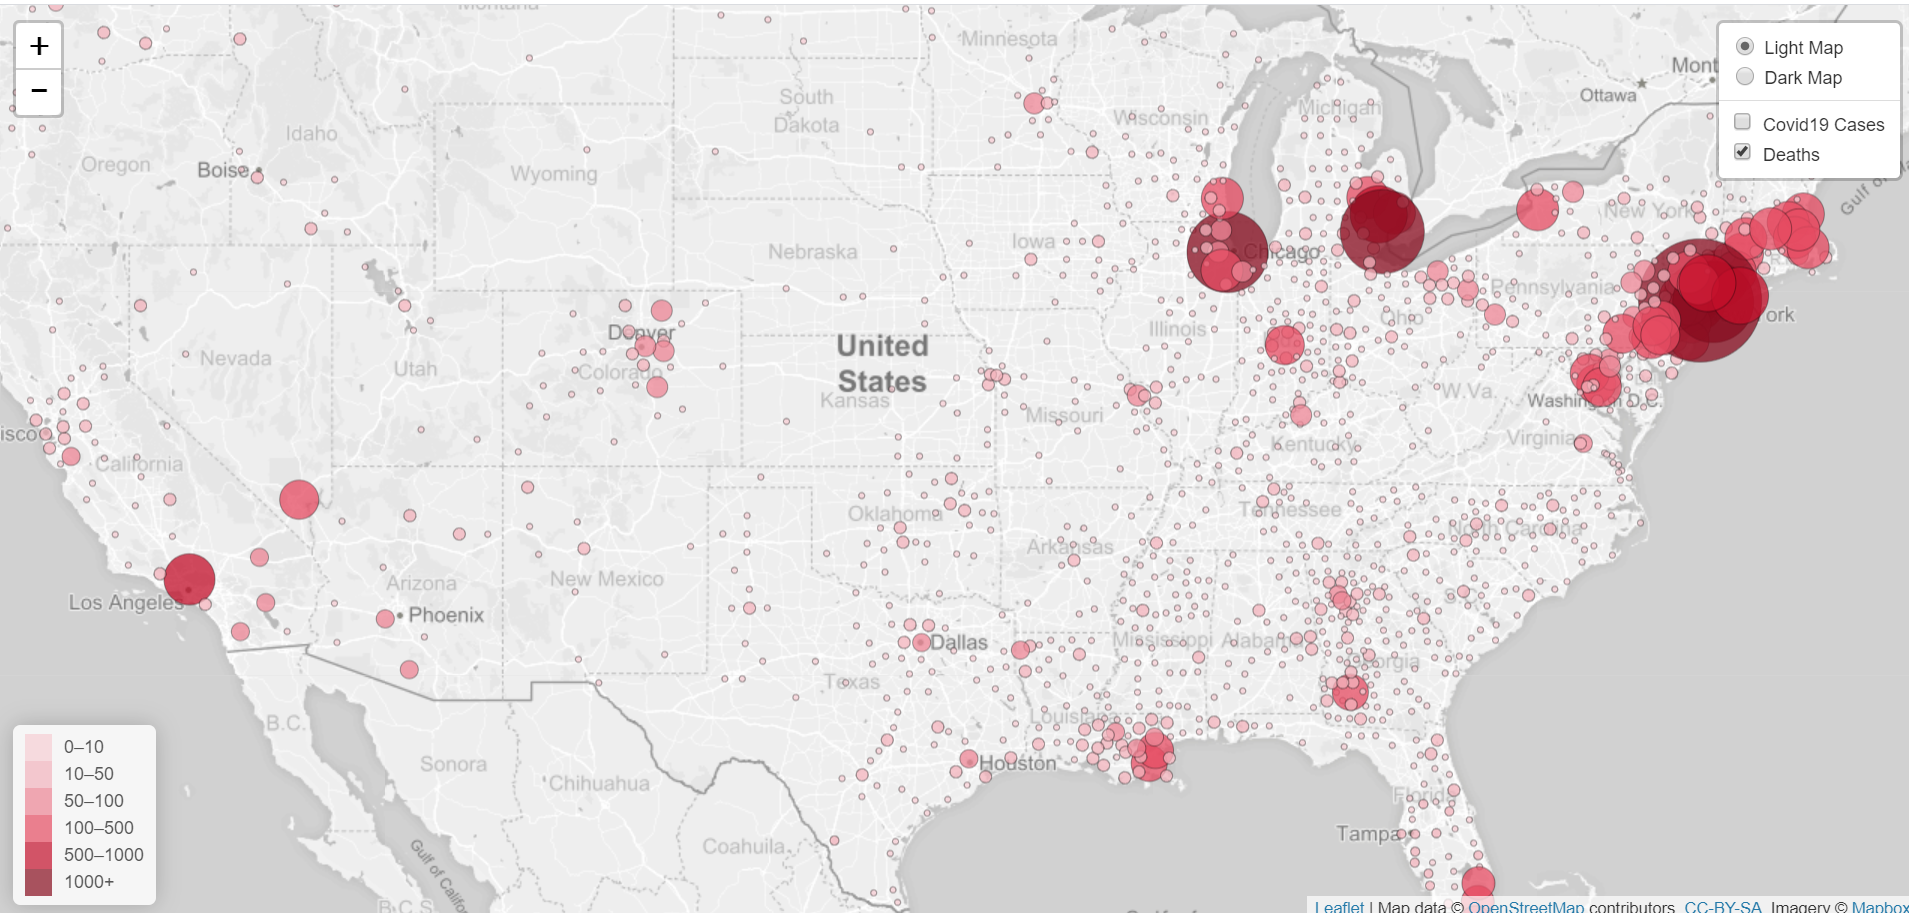 +
−
Light Map
Dark Map
Covid19 Cases
Deaths
Montana
Minnesota
Mont
Ottawa
South
Dakota
Wisconsin
Michigan
Idaho
Oregon
Boise
Wyoming
New York
Gulf of
Iowa
Nebraska
Chicago
Pennsylvania
ork
Ohio
Illinois
Denver
United
States
Nevada
Utah
Colorado
Kansas
Missouri
W.Va.
Washington D.C.
isco
California
Kentucky
Virginia
Oklahoma
Tennessee
North Carolina
Arkansas
Arizona
New Mexico
Los Angeles
Phoenix
S.
Dallas
Mississippi
Alabama
Georgia
Texas
B.C.
Louisiana
Sonora
Chihuahua
Houston
Florida
Tampa
Coahuila
Gulf of Califor
B.C.S.
0–10
10–50
50–100
100–500
500–1000
1000+
Leaflet | Map data © OpenStreetMap contributors, CC-BY-SA, Imagery © Mapbox